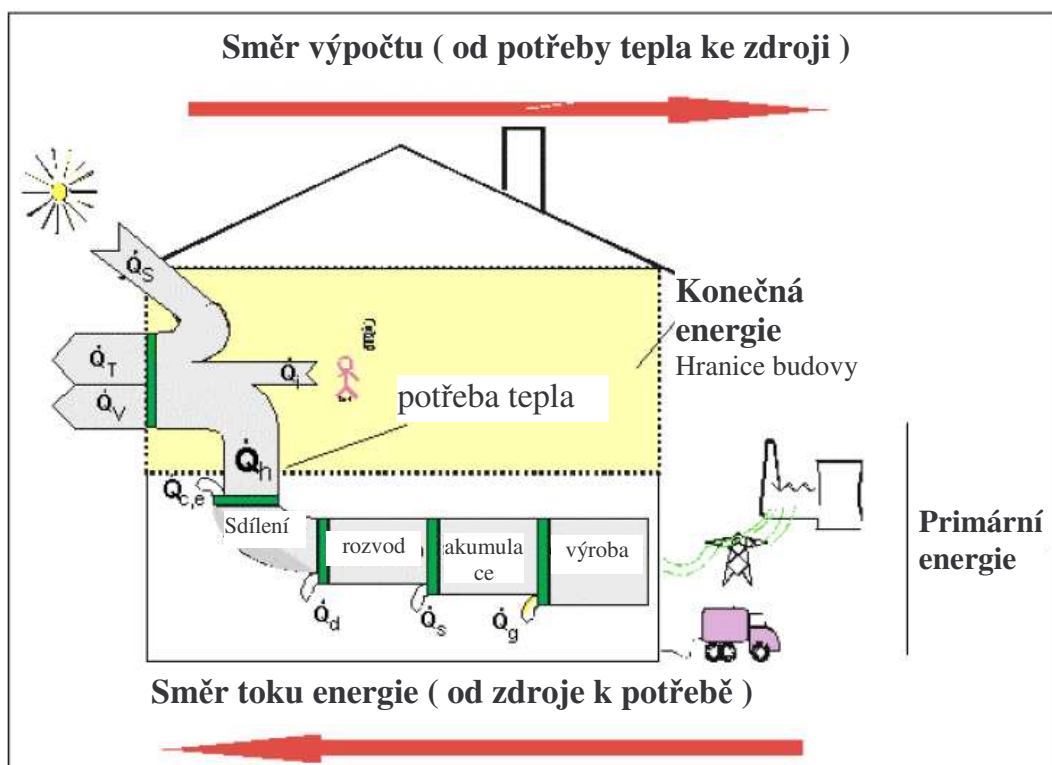 Směr výpočtu ( od potřeby tepla ke zdroji )
Q̇S
Konečná
energie
Hranice budovy
Q̇T
Q̇i
Q̇V
potřeba tepla
Q̇h
Q̇c,e
Sdílení
rozvod
akumula
ce
výroba
Primární
energie
Q̇d
Q̇s
Q̇g
Směr toku energie ( od zdroje k potřebě )